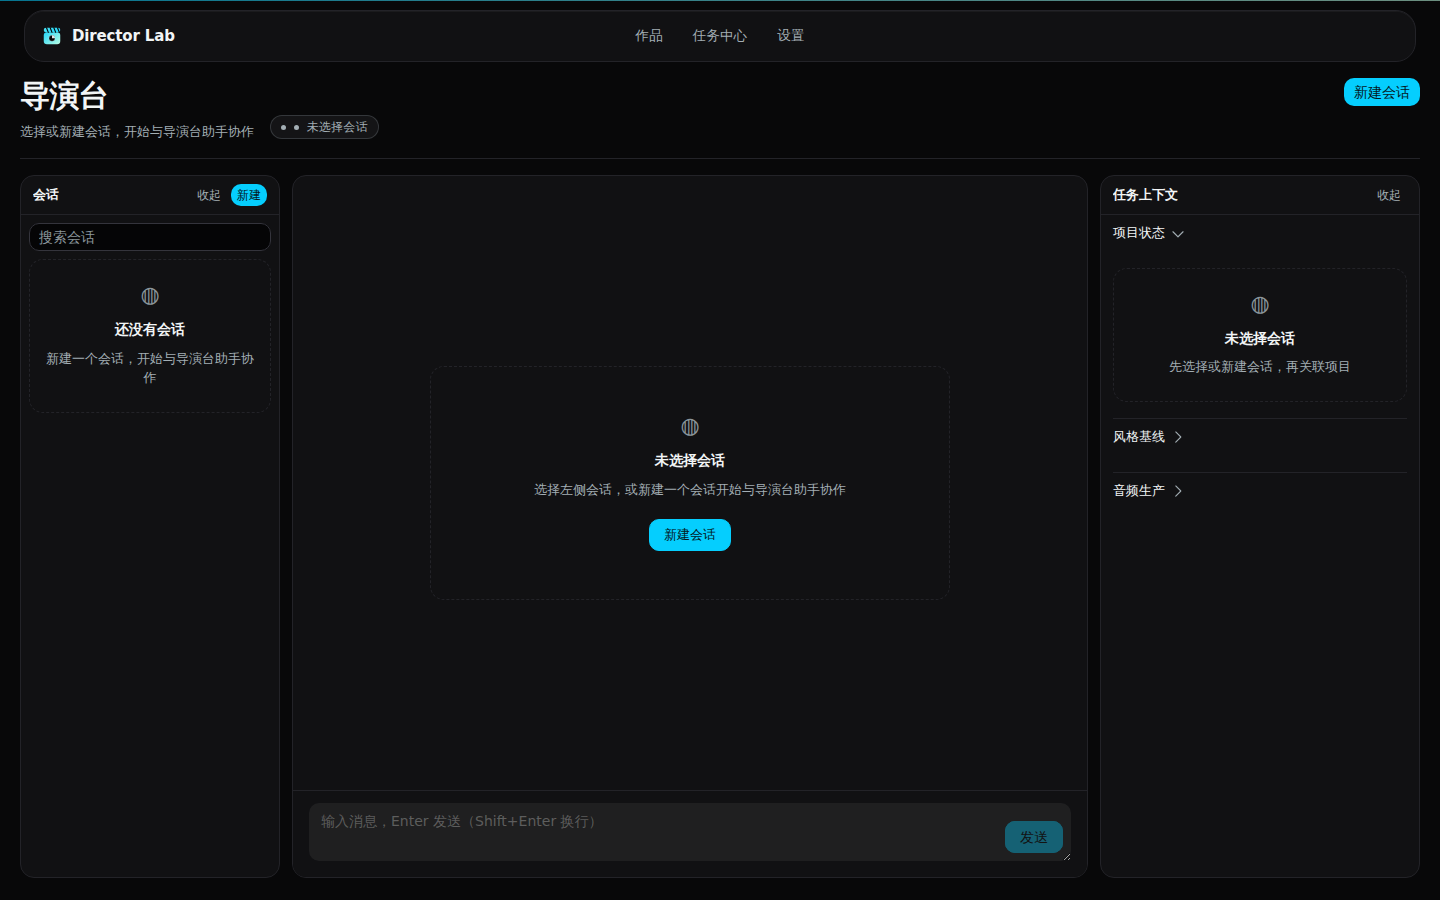 Director Lab
作品
任务中心
设置
导演台
新建会话
选择或新建会话，开始与导演台助手协作
未选择会话
会话
收起
新建
搜索会话
还没有会话
新建一个会话，开始与导演台助手协
作
未选择会话
选择左侧会话，或新建一个会话开始与导演台助手协作
新建会话
输入消息，Enter 发送（Shift+Enter 换行）
发送
任务上下文
收起
项目状态
未选择会话
先选择或新建会话，再关联项目
风格基线
音频生产